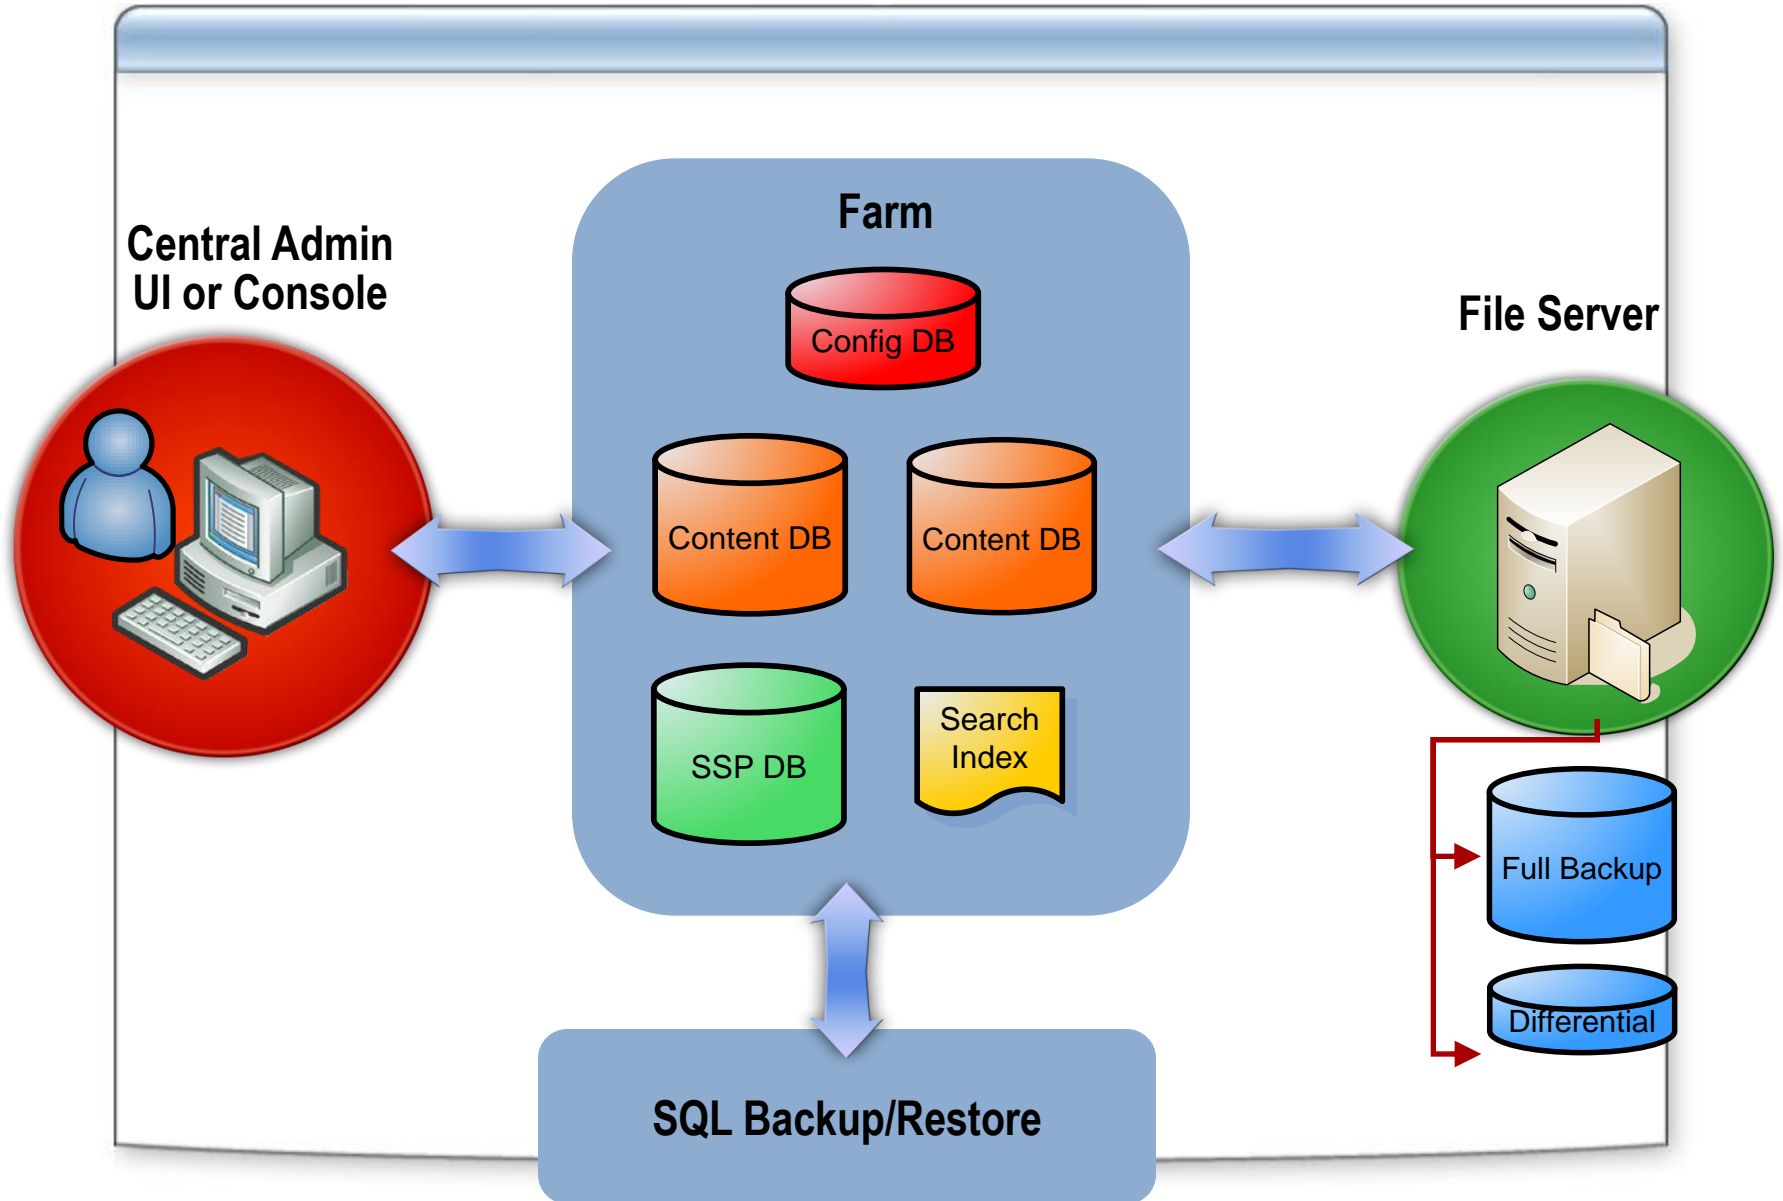 Farm
Central Admin
UI or Console
File Server
Config DB
Content DB
Content DB
SSP DB
Search
Index
Full Backup
Differential
SQL Backup/Restore